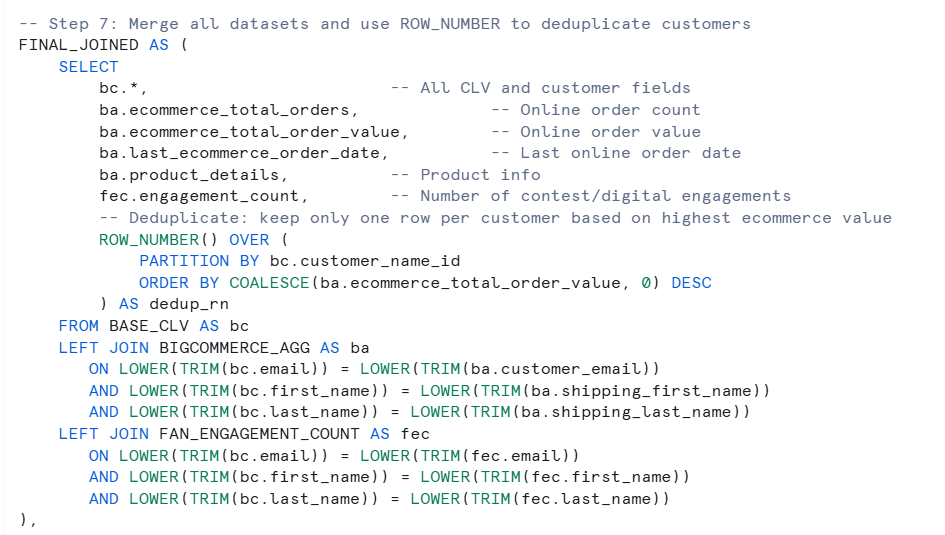 -- Step 7: Merge all datasets and use ROW_NUMBER to deduplicate customers
FINAL_JOINED AS (
    SELECT
        bc.*,                        -- All CLV and customer fields
        ba.ecommerce_total_orders,             -- Online order count
        ba.ecommerce_total_order_value,        -- Online order value
        ba.last_ecommerce_order_date,          -- Last online order date
        ba.product_details,          -- Product info
        fec.engagement_count,        -- Number of contest/digital engagements
        -- Deduplicate: keep only one row per customer based on highest ecommerce value
        ROW_NUMBER() OVER (
            PARTITION BY bc.customer_name_id
            ORDER BY COALESCE(ba.ecommerce_total_order_value, 0) DESC
        ) AS dedup_rn
    FROM BASE_CLV AS bc
    LEFT JOIN BIGCOMMERCE_AGG AS ba
       ON LOWER(TRIM(bc.email)) = LOWER(TRIM(ba.customer_email))
       AND LOWER(TRIM(bc.first_name)) = LOWER(TRIM(ba.shipping_first_name))
       AND LOWER(TRIM(bc.last_name)) = LOWER(TRIM(ba.shipping_last_name))
    LEFT JOIN FAN_ENGAGEMENT_COUNT AS fec
       ON LOWER(TRIM(bc.email)) = LOWER(TRIM(fec.email))
       AND LOWER(TRIM(bc.first_name)) = LOWER(TRIM(fec.first_name))
       AND LOWER(TRIM(bc.last_name)) = LOWER(TRIM(fec.last_name))
),